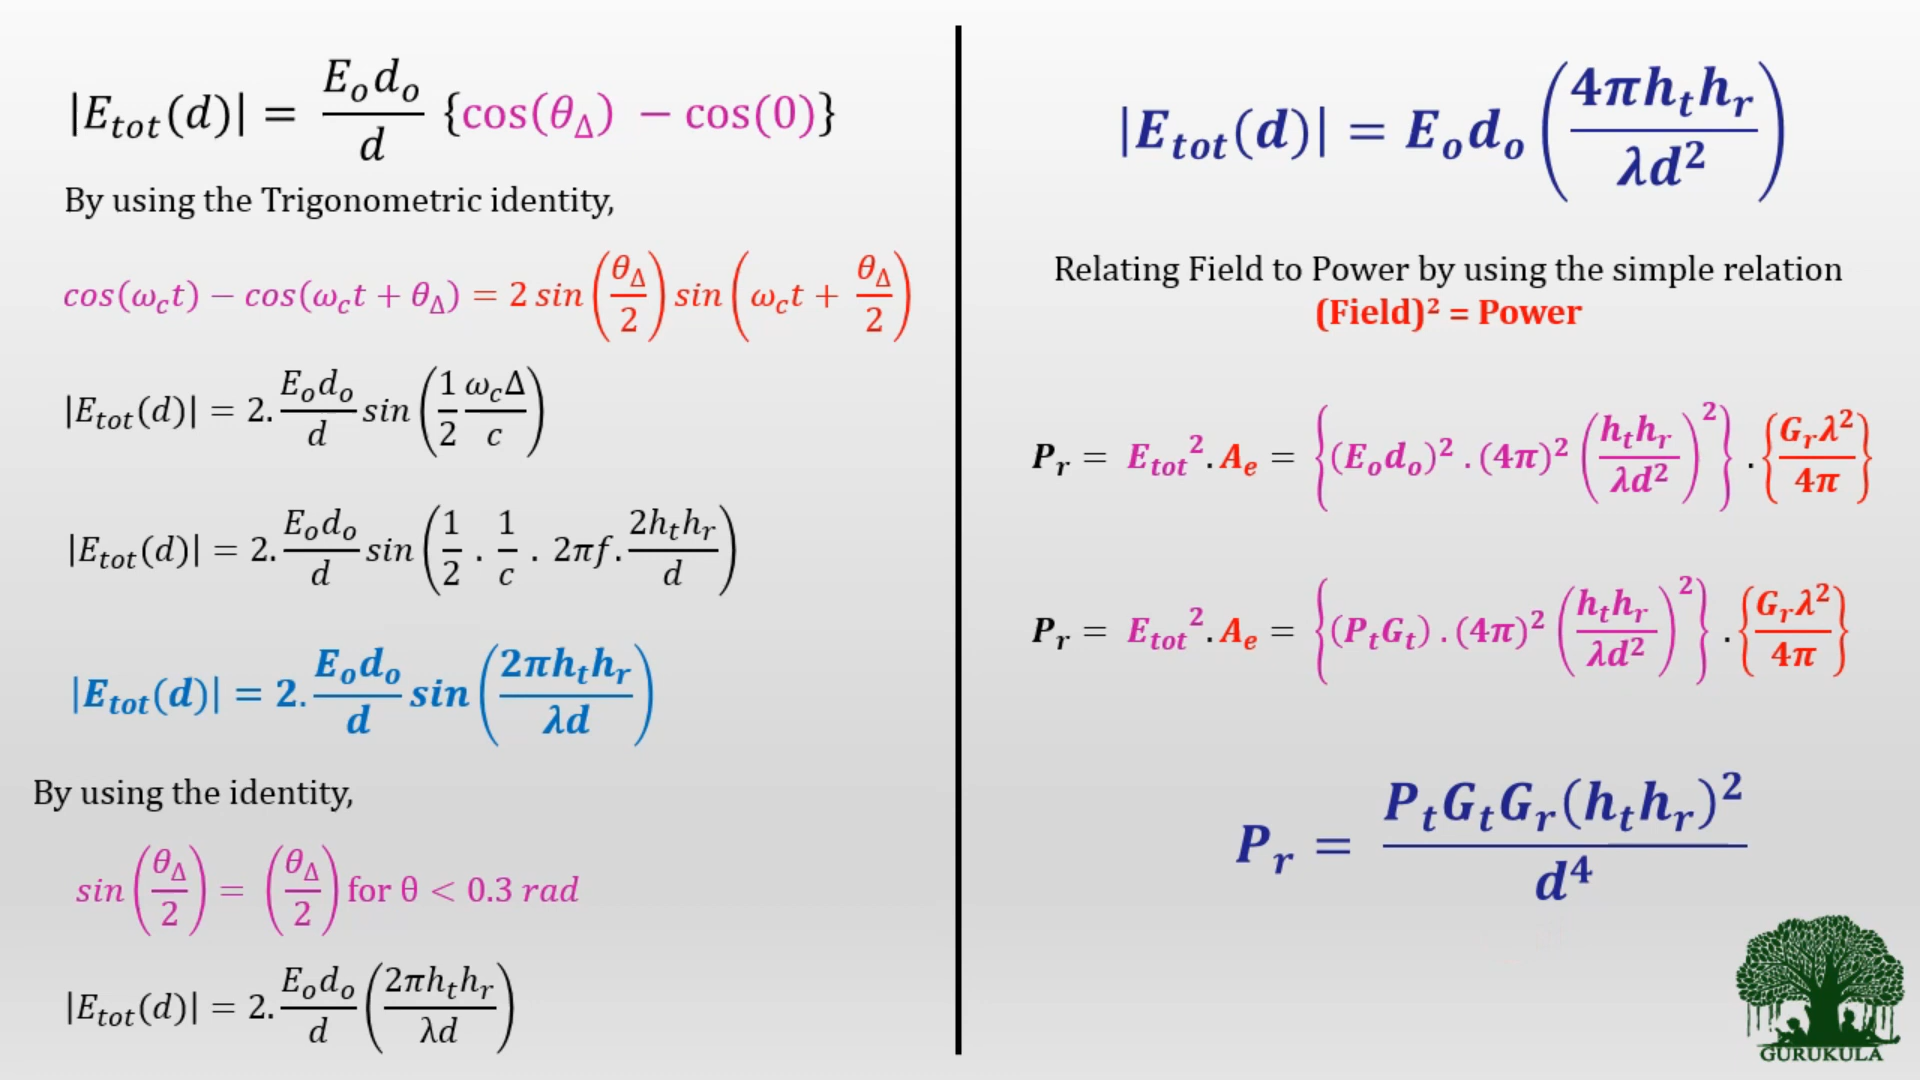 |E_tot(d)| = E_o d_o / d {cos(θ_Δ) − cos(0)}
By using the Trigonometric identity,
cos(ω_c t) − cos(ω_c t + θ_Δ) = 2 sin (θ_Δ / 2) sin (ω_c t + θ_Δ / 2)
|E_tot(d)| = 2. E_o d_o / d sin (1/2 ω_c Δ / c)
|E_tot(d)| = 2. E_o d_o / d sin (1/2 . 1/c . 2πf. 2h_t h_r / d)
|E_tot(d)| = 2. E_o d_o / d sin (2πh_t h_r / λd)
By using the identity,
sin (θ_Δ / 2) = (θ_Δ / 2) for θ < 0.3 rad
|E_tot(d)| = 2. E_o d_o / d (2πh_t h_r / λd)
|E_tot(d)| = E_o d_o (4πh_t h_r / λd²)
Relating Field to Power by using the simple relation
(Field)² = Power
P_r = E_tot². A_e = {(E_o d_o)² . (4π)² (h_t h_r / λd²)²} . {G_r λ² / 4π}
P_r = E_tot². A_e = {(P_t G_t) . (4π)² (h_t h_r / λd²)²} . {G_r λ² / 4π}
P_r = P_t G_t G_r (h_t h_r)² / d⁴
GURUKULA